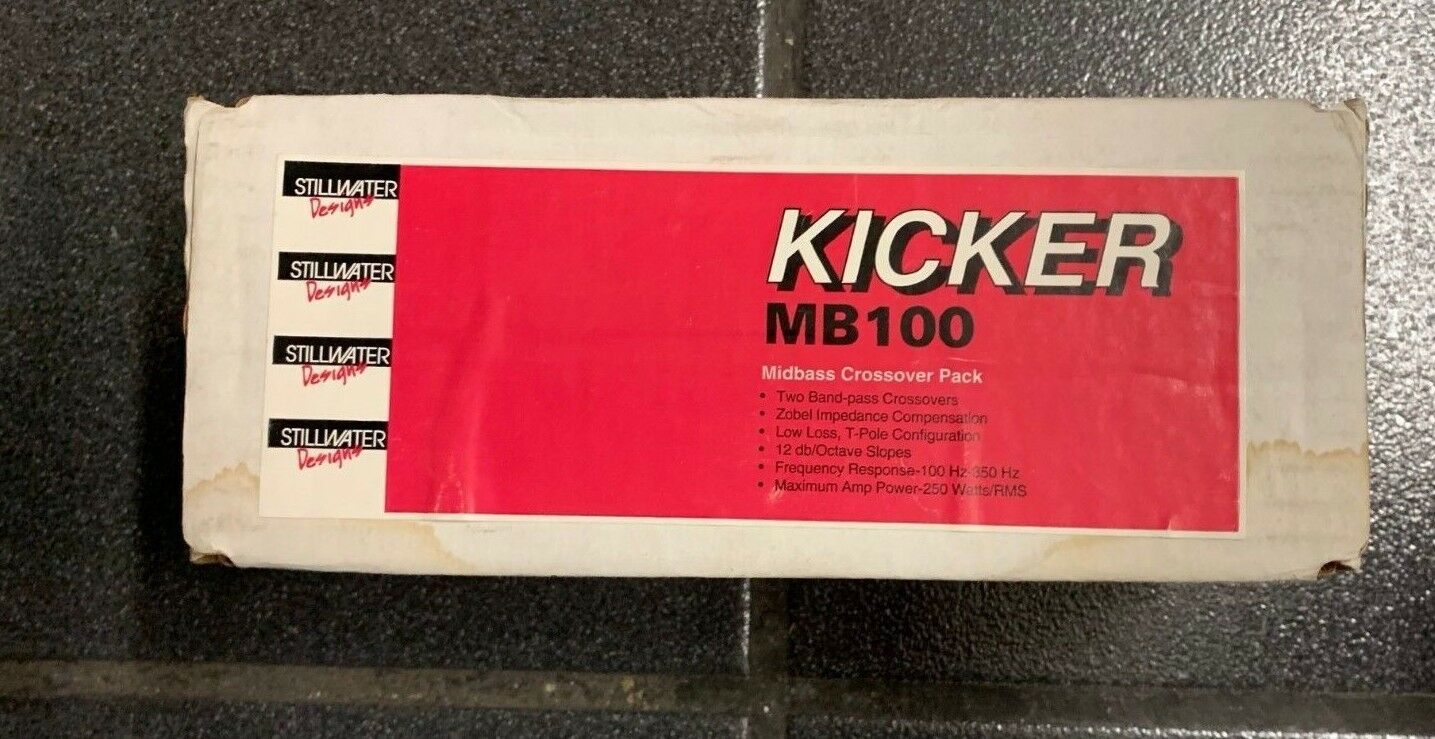 STILLWATER
Designs
STILLWATER
Designs
STILLWATER
Designs
STILLWATER
Designs
KICKER
MB100
Midbass Crossover Pack
• Two Band-pass Crossovers
• Zobel Impedance Compensation
• Low Loss, T-Pole Configuration
• 12 db/Octave Slopes
• Frequency Response-100 Hz-350 Hz
• Maximum Amp Power-250 Watts/RMS